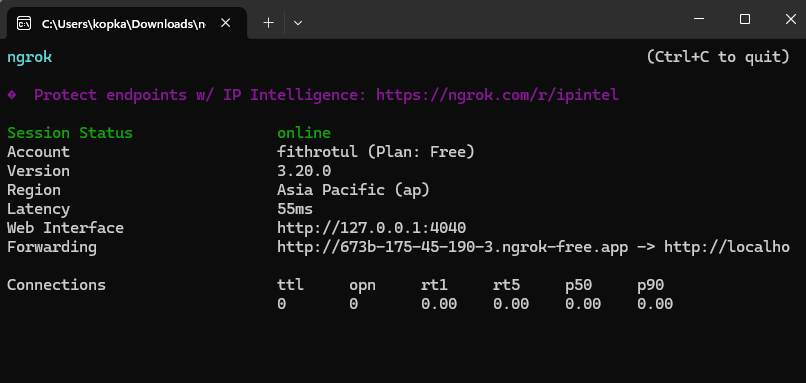 C:\Users\kopka\Downloads\n
ngrok (Ctrl+C to quit)
� Protect endpoints w/ IP Intelligence: https://ngrok.com/r/ipintel
Session Status online
Account fithrotul (Plan: Free)
Version 3.20.0
Region Asia Pacific (ap)
Latency 55ms
Web Interface http://127.0.0.1:4040
Forwarding http://673b-175-45-190-3.ngrok-free.app -> http://localho
Connections ttl opn rt1 rt5 p50 p90
0 0 0.00 0.00 0.00 0.00